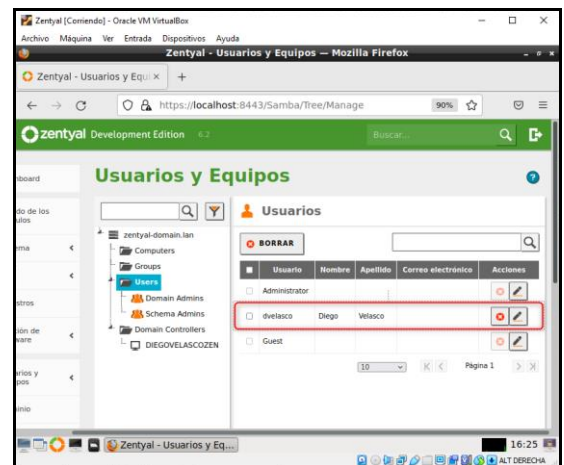 Zentyal [Corriendo] - Oracle VM VirtualBox
Archivo Máquina Ver Entrada Dispositivos Ayuda
Zentyal - Usuarios y Equipos — Mozilla Firefox
Zentyal - Usuarios y Equi
https://localhost:8443/Samba/Tree/Manage 90%
zentyal Development Edition 6.2 Buscar...
Usuarios y Equipos
zentyal-domain.lan
Computers
Groups
Users
Domain Admins
Schema Admins
Domain Controllers
DIEGOVELASCOZEN
Usuarios
BORRAR
Usuario Nombre Apellido Correo electrónico Acciones
Administrator
dvelasco Diego Velasco
Guest
10 Página 1
Zentyal - Usuarios y Eq... 16:25
ALT DERECHA